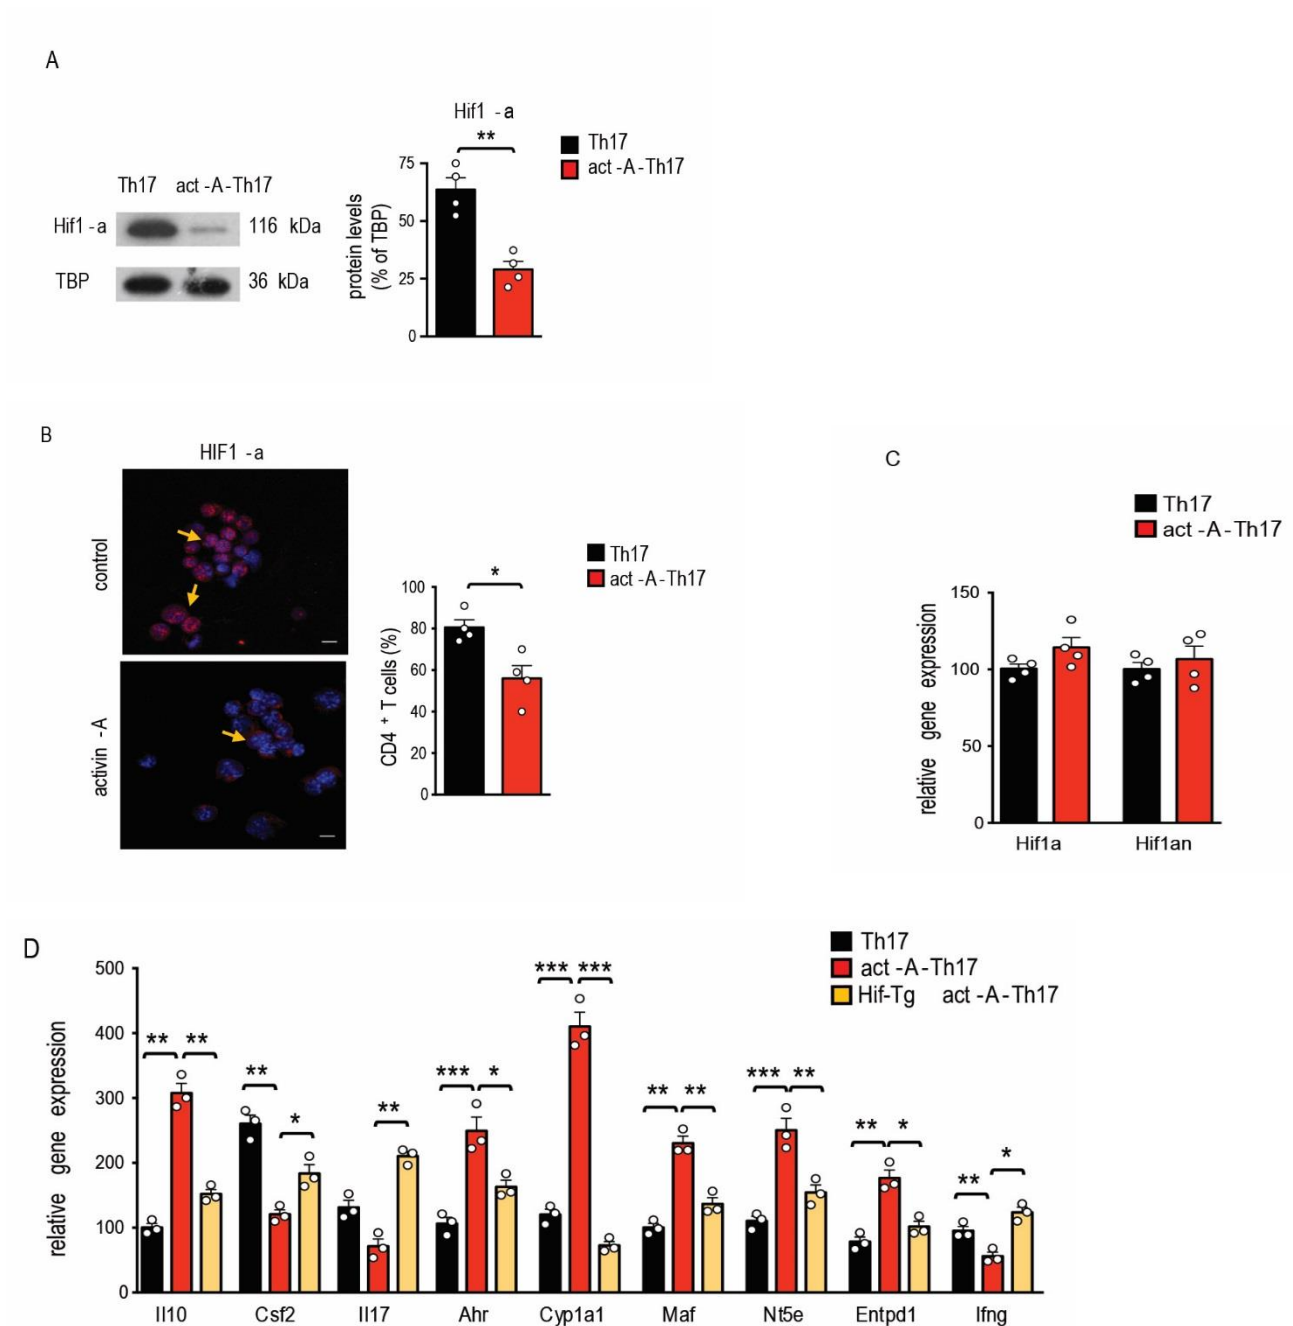 A
Hif1 - a
**
Th17
act -A-Th17
Th17 act -A-Th17
Hif1 - a 116 kDa
TBP 36 kDa
protein levels
(% of TBP)
75
50
25
0
B
HIF1 - a
control
activin -A
Th17
act -A-Th17
*
CD4 + T cells (%)
100
80
60
40
20
0
C
Th17
act -A-Th17
relative gene expression
150
100
50
0
Hif1a Hif1an
D
Th17
act -A-Th17
Hif-Tg act -A-Th17
relative gene expression
500
400
300
200
100
0
** **
** *
**
*** *
*** ***
** **
*** **
** *
** *
Il10 Csf2 Il17 Ahr Cyp1a1 Maf Nt5e Entpd1 Ifng